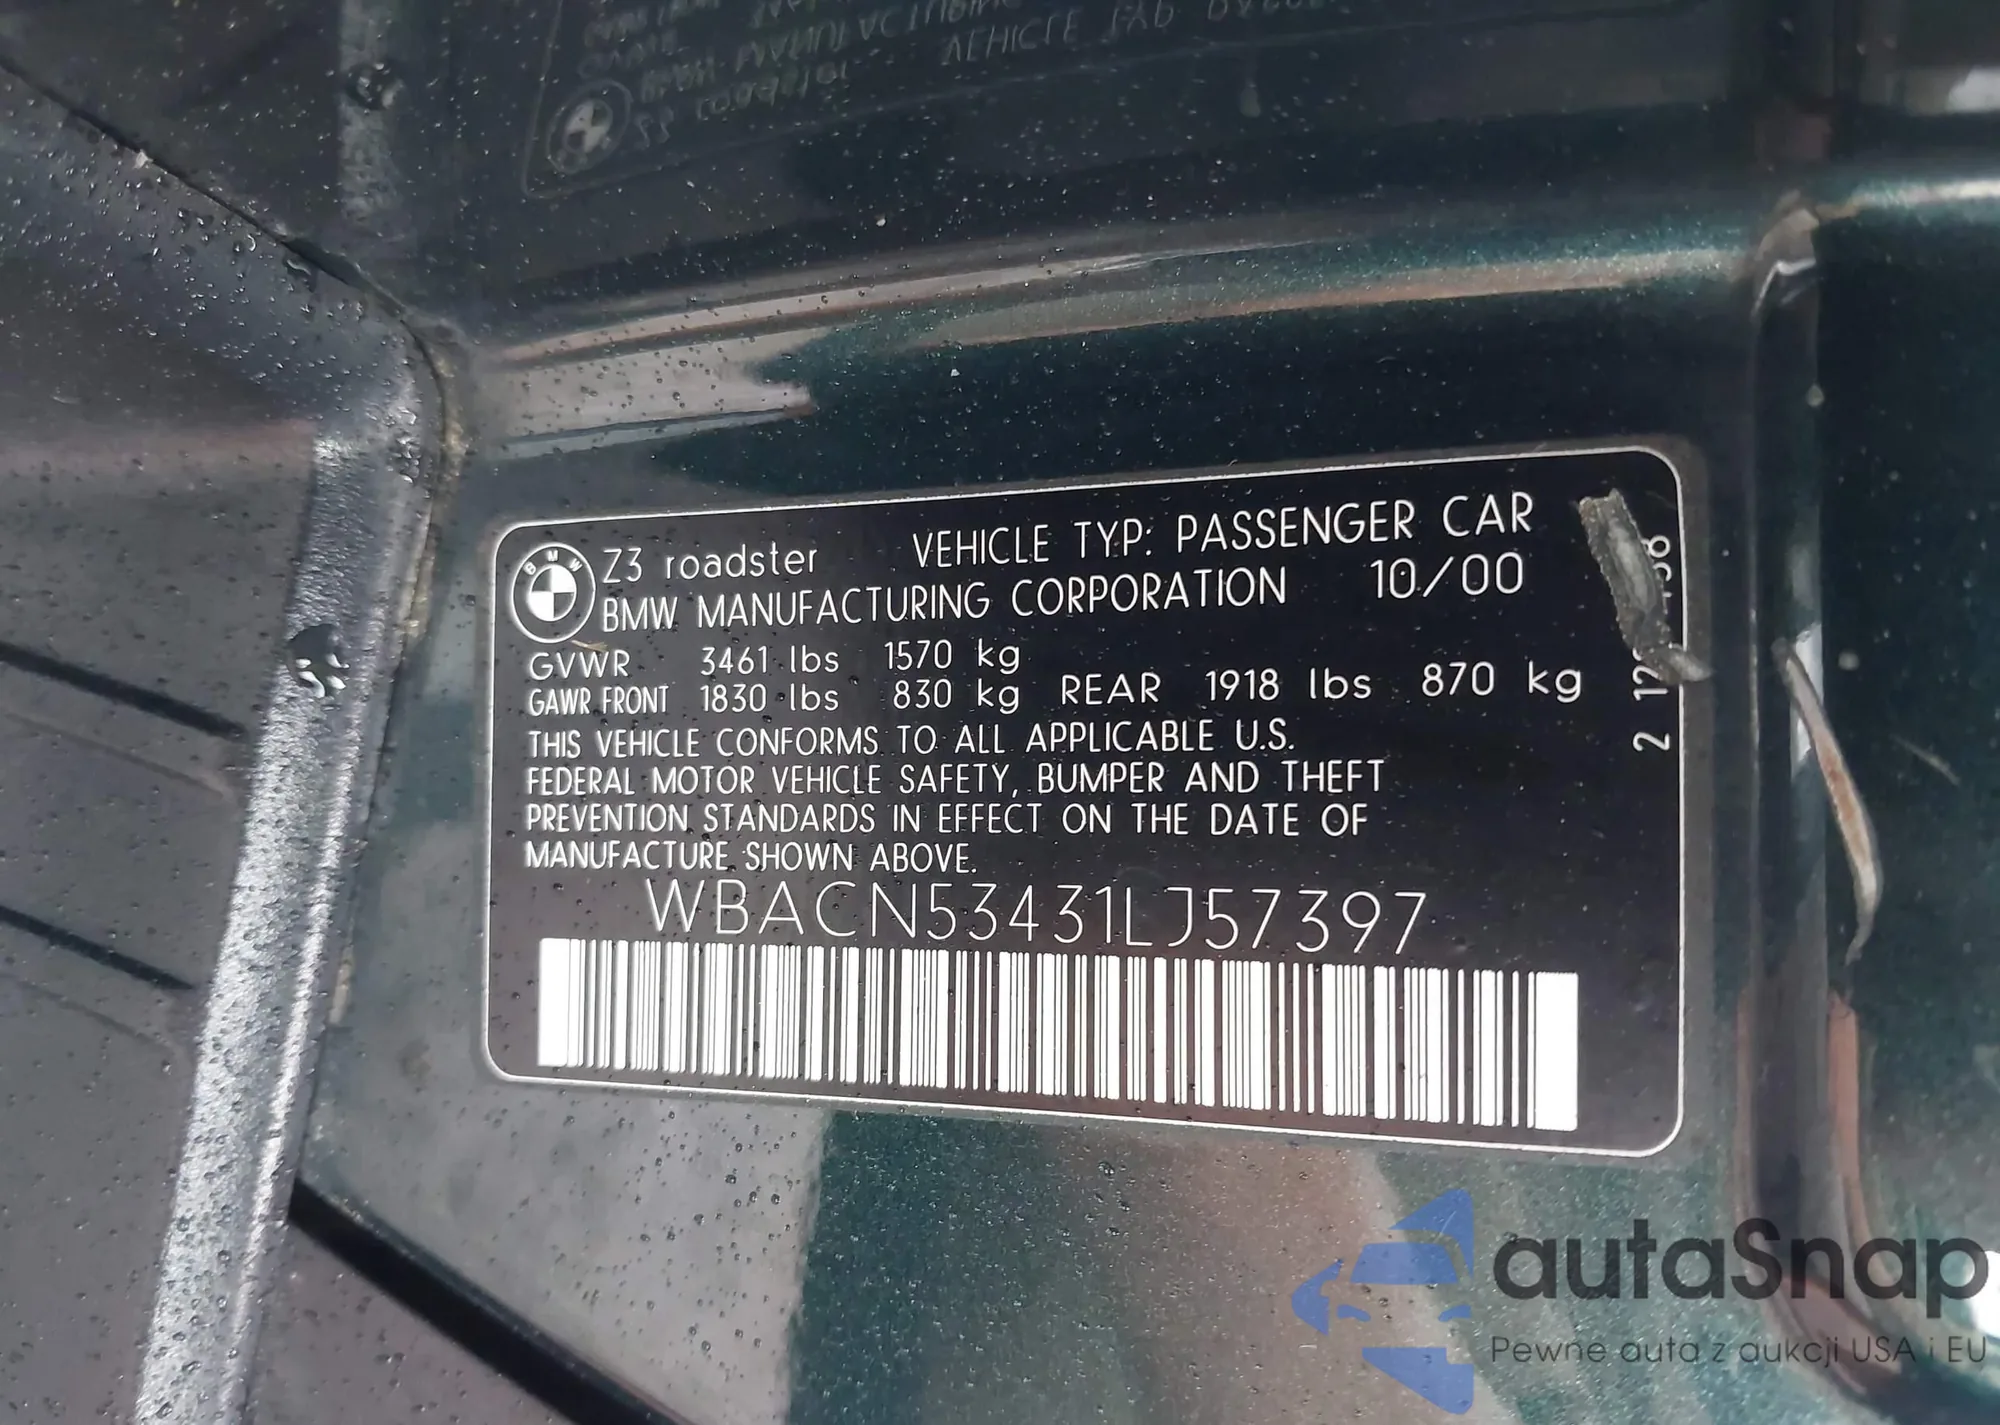 BMW
Z3 roadster VEHICLE TYP: PASSENGER CAR
BMW MANUFACTURING CORPORATION 10/00
GVWR 3461 lbs 1570 kg
GAWR FRONT 1830 lbs 830 kg REAR 1918 lbs 870 kg
THIS VEHICLE CONFORMS TO ALL APPLICABLE U.S.
FEDERAL MOTOR VEHICLE SAFETY, BUMPER AND THEFT
PREVENTION STANDARDS IN EFFECT ON THE DATE OF
MANUFACTURE SHOWN ABOVE.
WBACN53431LJ57397
2
autoSnap
Pewne auta z aukcji USA i EU